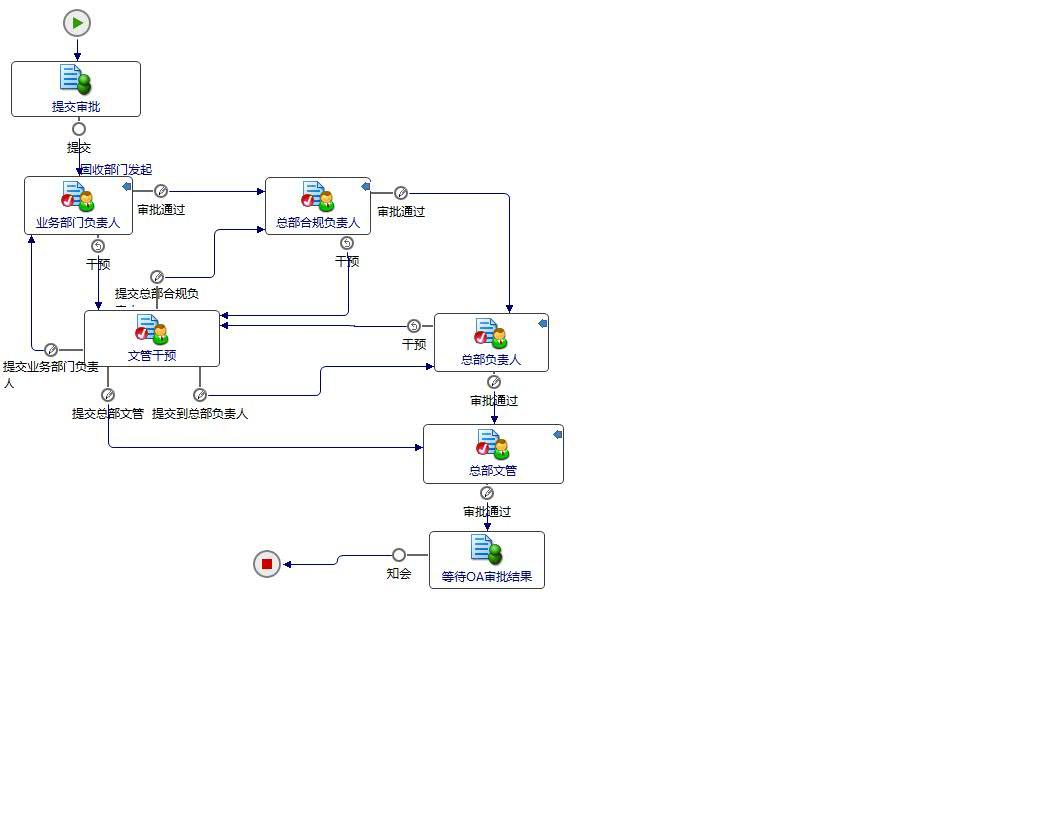 提交审批
提交
固收部门发起
业务部门负责人
审批通过
总部合规负责人
审批通过
干预
干预
提交总部合规负
文管干预
干预
总部负责人
提交业务部门负责
人
审批通过
提交总部文管
提交到总部负责人
总部文管
审批通过
等待OA审批结果
知会